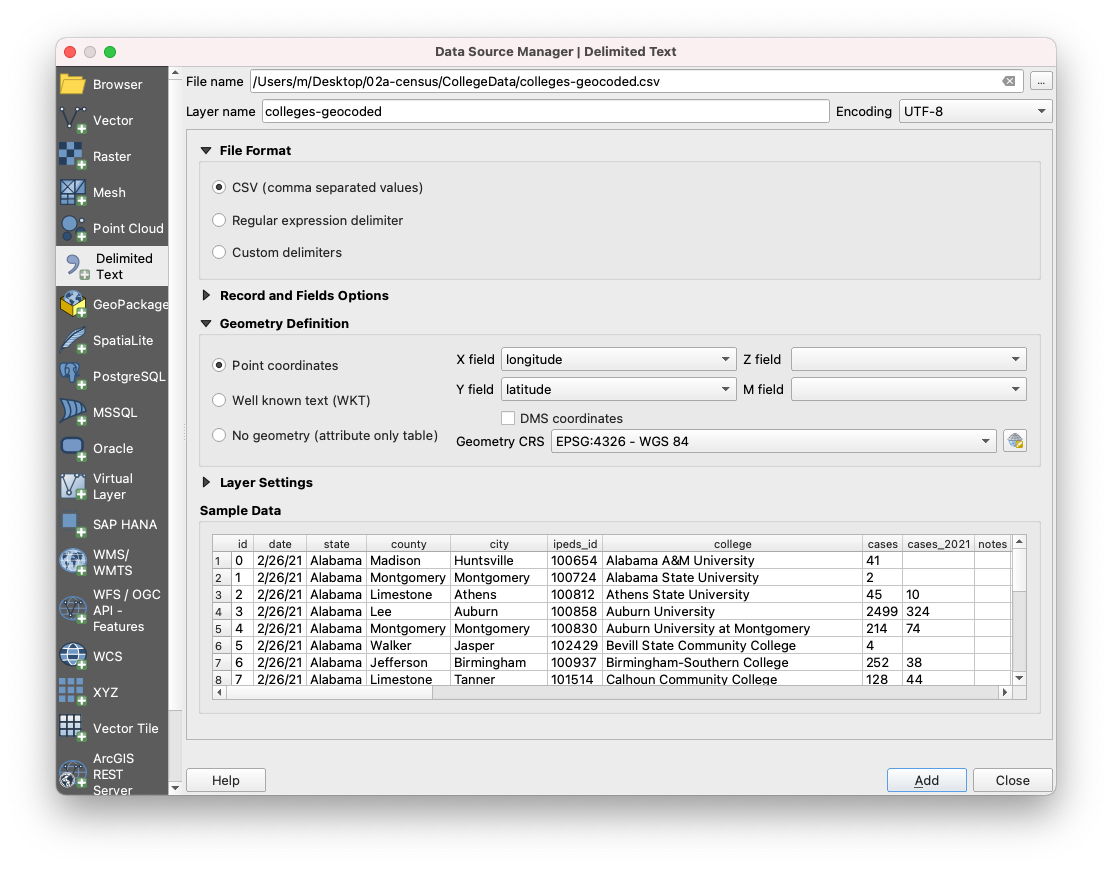 Data Source Manager | Delimited Text
Browser
Vector
Raster
Mesh
Point Cloud
Delimited
Text
GeoPackage
SpatiaLite
PostgreSQL
MSSQL
Oracle
Virtual
Layer
SAP HANA
WMS/
WMTS
WFS / OGC
API -
Features
WCS
XYZ
Vector Tile
ArcGIS
REST
Server
File name /Users/m/Desktop/02a-census/CollegeData/colleges-geocoded.csv ...
Layer name colleges-geocoded Encoding UTF-8
File Format
CSV (comma separated values)
Regular expression delimiter
Custom delimiters
Record and Fields Options
Geometry Definition
Point coordinates
Well known text (WKT)
No geometry (attribute only table)
X field longitude Z field
Y field latitude M field
DMS coordinates
Geometry CRS EPSG:4326 - WGS 84
Layer Settings
Sample Data
id date state county city ipeds_id college cases cases_2021 notes
1 0 2/26/21 Alabama Madison Huntsville 100654 Alabama A&M University 41
2 1 2/26/21 Alabama Montgomery Montgomery 100724 Alabama State University 2
3 2 2/26/21 Alabama Limestone Athens 100812 Athens State University 45 10
4 3 2/26/21 Alabama Lee Auburn 100858 Auburn University 2499 324
5 4 2/26/21 Alabama Montgomery Montgomery 100830 Auburn University at Montgomery 214 74
6 5 2/26/21 Alabama Walker Jasper 102429 Bevill State Community College 4
7 6 2/26/21 Alabama Jefferson Birmingham 100937 Birmingham-Southern College 252 38
8 7 2/26/21 Alabama Limestone Tanner 101514 Calhoun Community College 128 44
Help Add Close